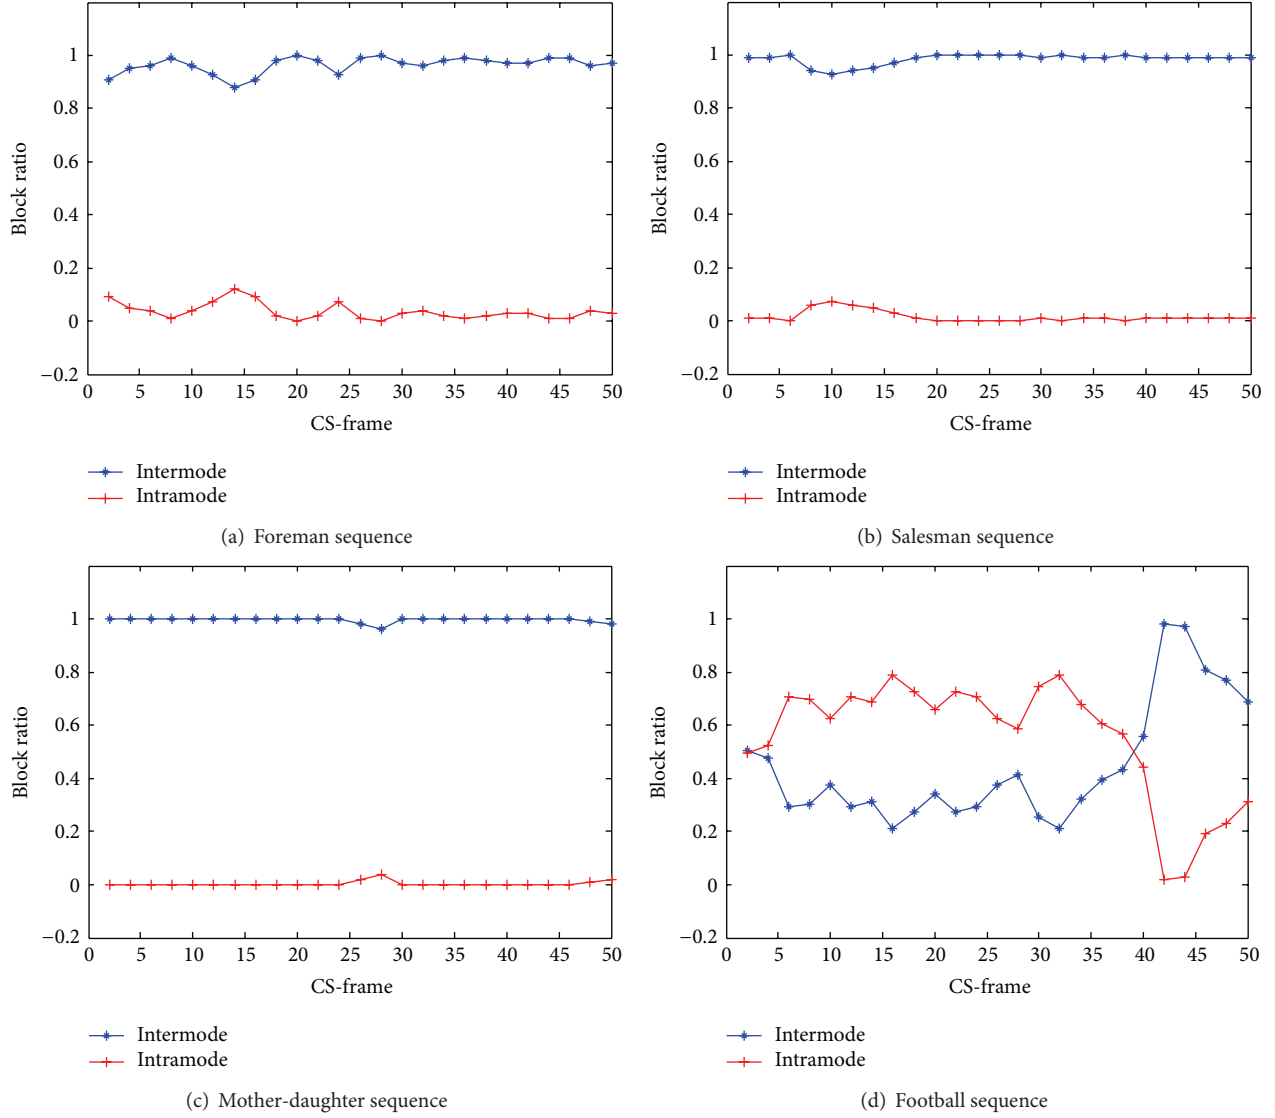 1
0.8
0.6
0.4
0.2
0
−0.2
Block ratio
0 5 10 15 20 25 30 35 40 45 50
CS-frame
Intermode
Intramode
(a) Foreman sequence
1
0.8
0.6
0.4
0.2
0
−0.2
Block ratio
0 5 10 15 20 25 30 35 40 45 50
CS-frame
Intermode
Intramode
(b) Salesman sequence
1
0.8
0.6
0.4
0.2
0
−0.2
Block ratio
0 5 10 15 20 25 30 35 40 45 50
CS-frame
Intermode
Intramode
(c) Mother-daughter sequence
1
0.8
0.6
0.4
0.2
0
−0.2
Block ratio
0 5 10 15 20 25 30 35 40 45 50
CS-frame
Intermode
Intramode
(d) Football sequence